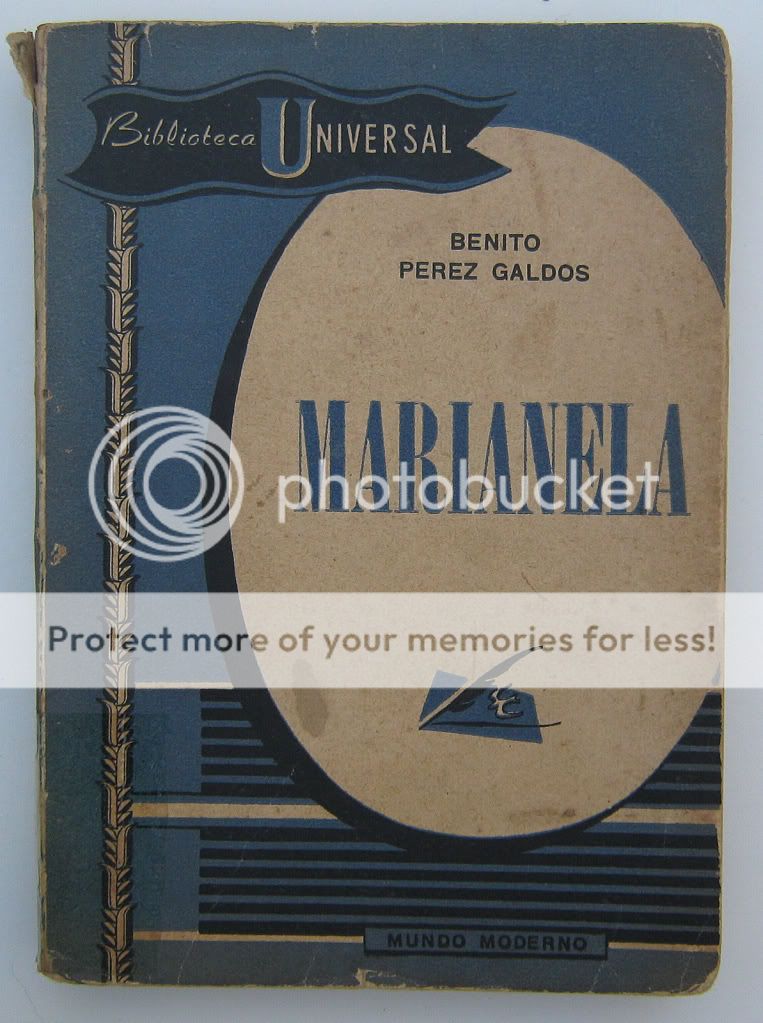 Biblioteca UNIVERSAL
BENITO
PEREZ GALDOS
MARIANELA
photobucket
Protect more of your memories for less!
MUNDO MODERNO